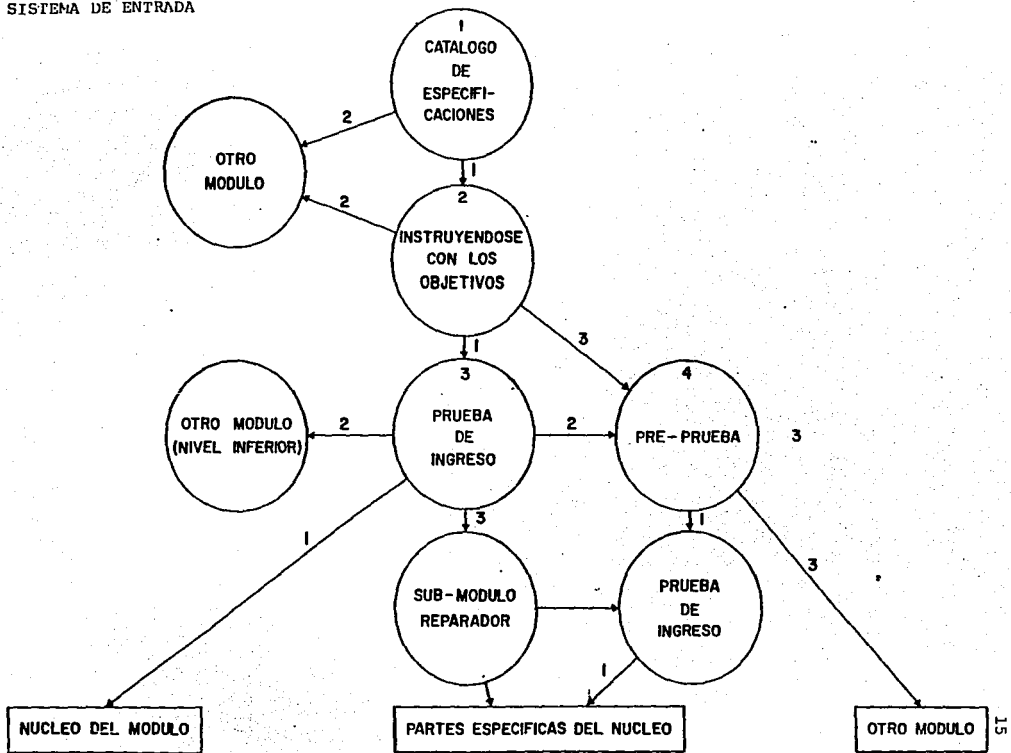 SISTEMA DE ENTRADA
1
CATALOGO
DE
ESPECIFI-
CACIONES
2
1
OTRO
MODULO
2
2
INSTRUYENDOSE
CON LOS
OBJETIVOS
3
1
3
PRUEBA
DE
INGRESO
2
OTRO MODULO
(NIVEL INFERIOR)
2
4
PRE-PRUEBA
3
1
3
1
3
SUB-MODULO
REPARADOR
PRUEBA
DE
INGRESO
1
NUCLEO DEL MODULO
PARTES ESPECIFICAS DEL NUCLEO
OTRO MODULO
15